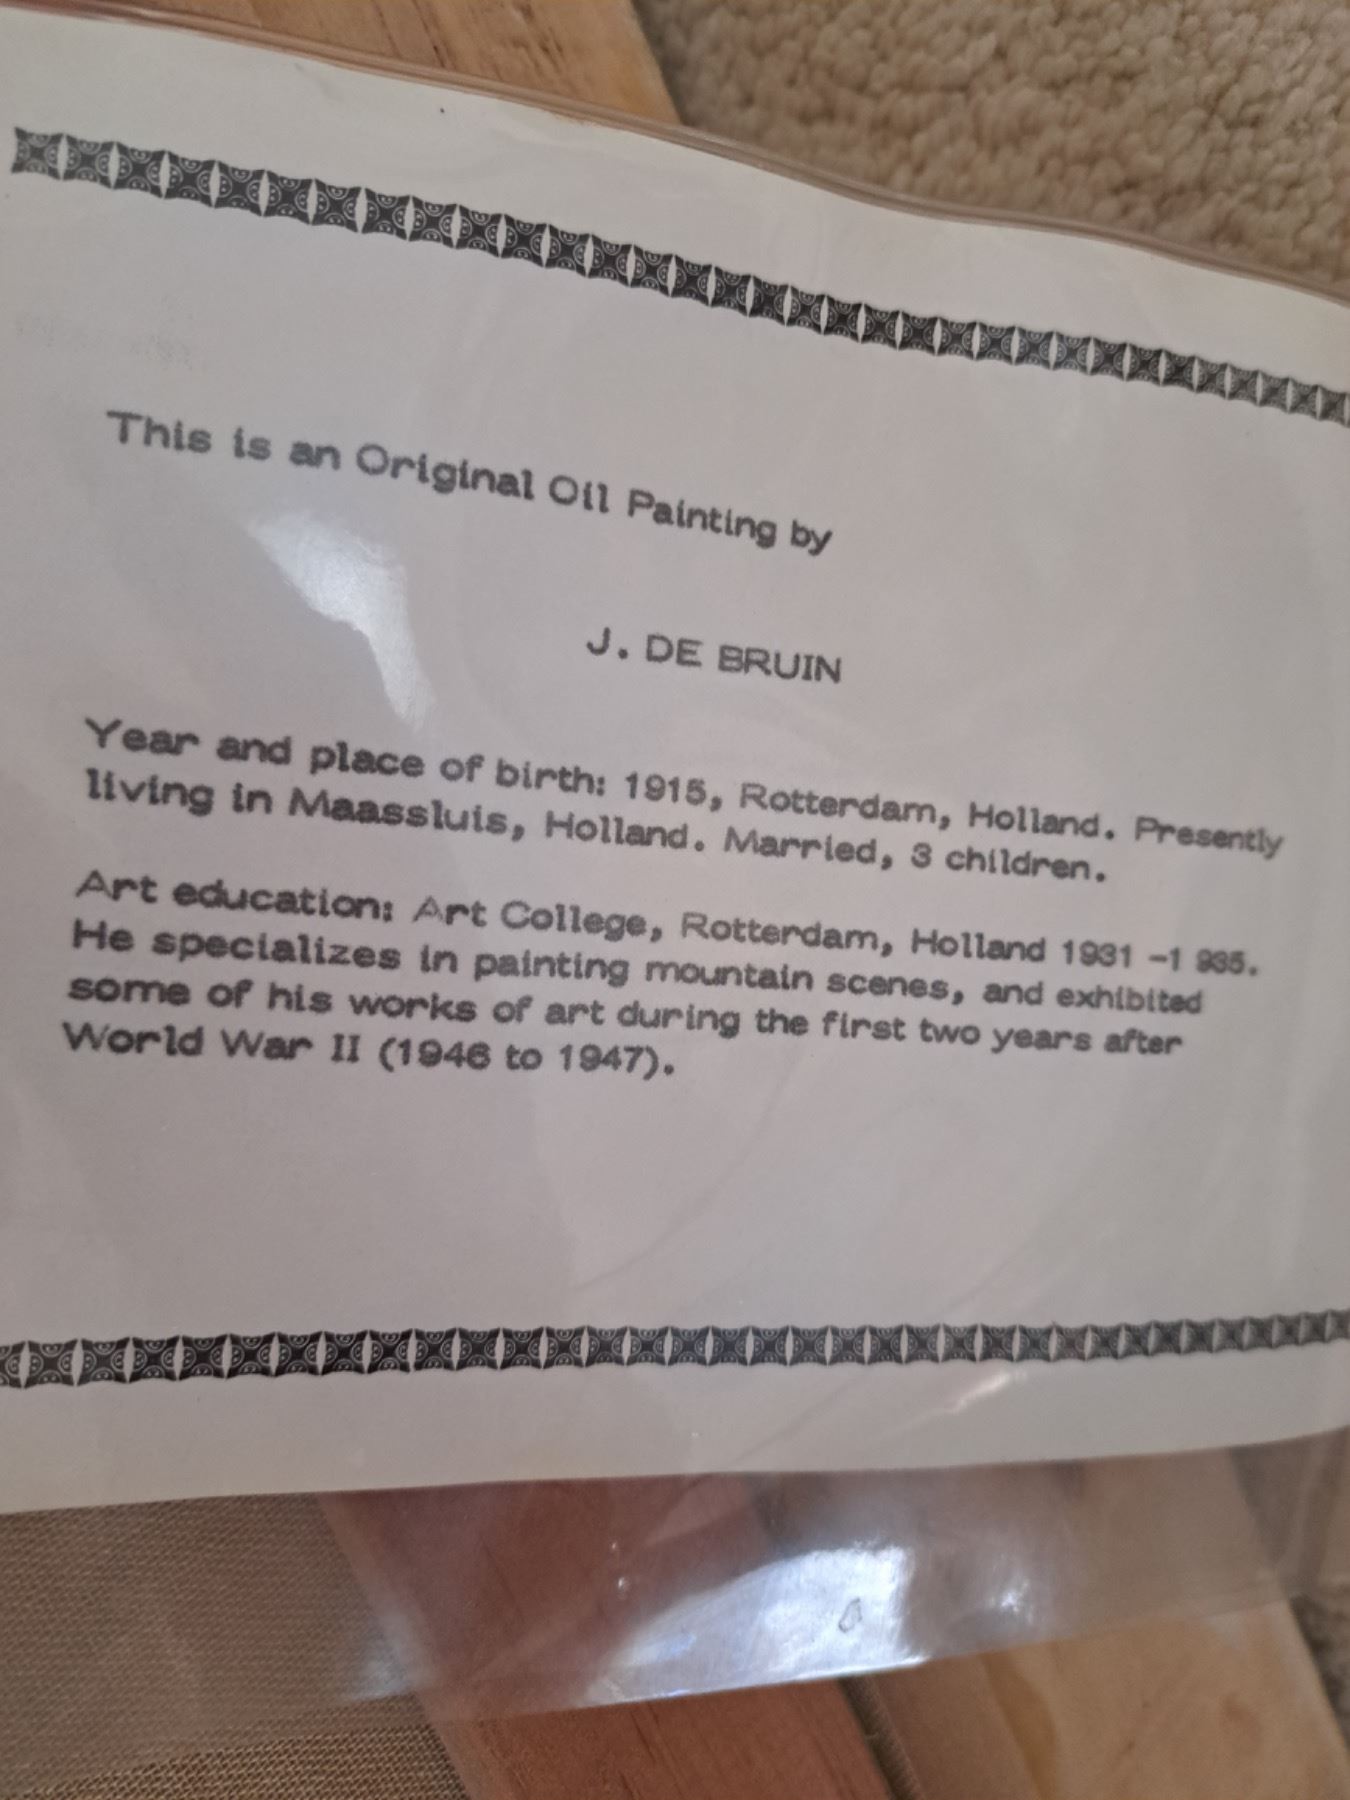 This is an Original Oil Painting by
J. DE BRUIN
Year and place of birth: 1915, Rotterdam, Holland. Presently
living in Maassluis, Holland. Married, 3 children.
Art education: Art College, Rotterdam, Holland 1931 -1 935.
He specializes in painting mountain scenes, and exhibited
some of his works of art during the first two years after
World War II (1946 to 1947).